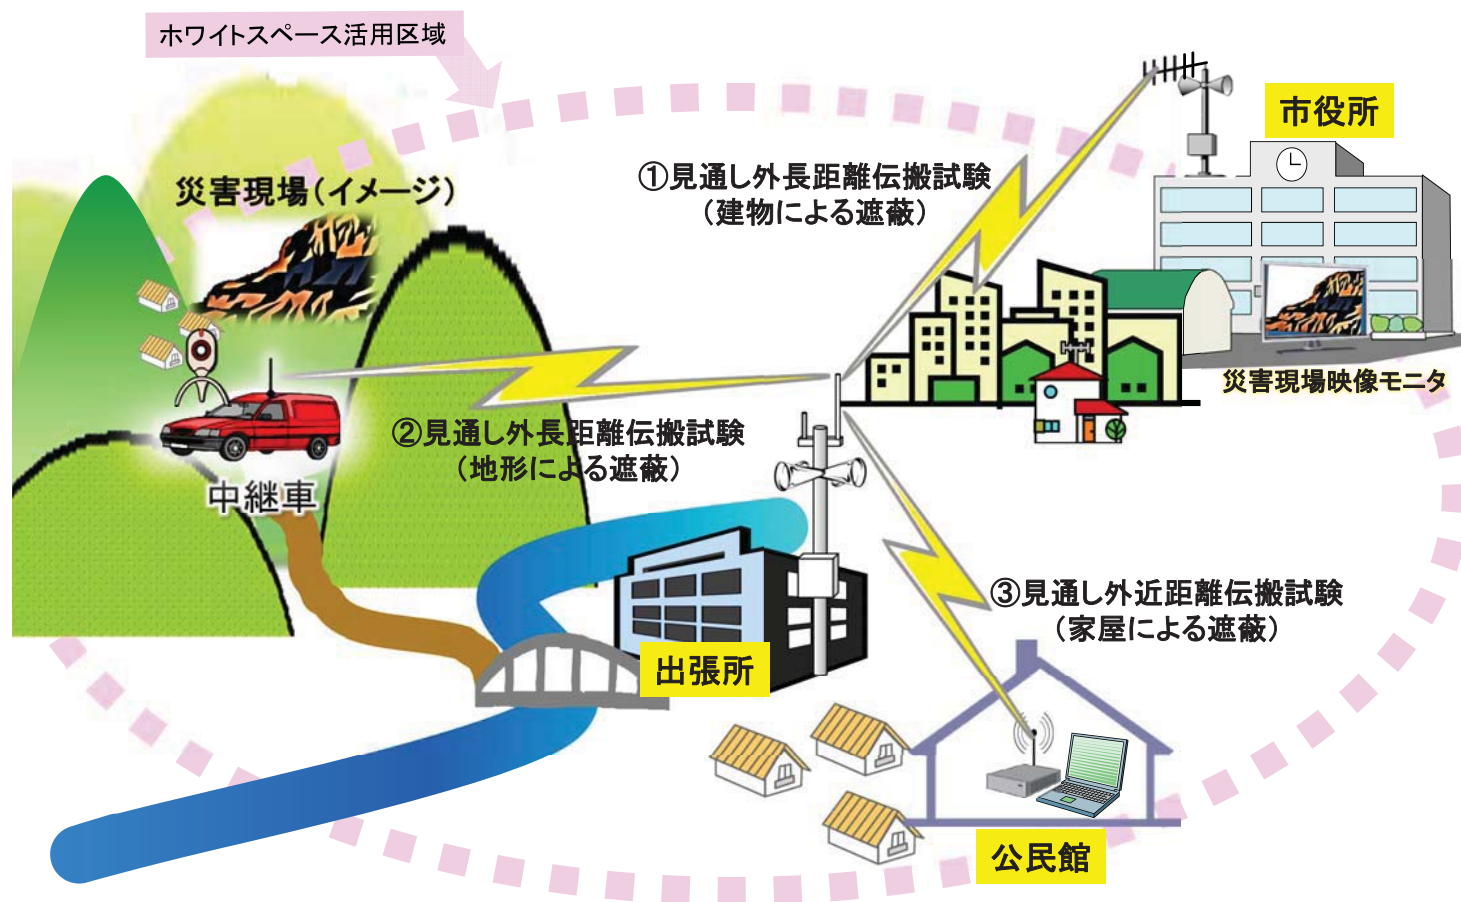 ホワイトスペース活用区域
市役所
①見通し外長距離伝搬試験
(建物による遮蔽)
災害現場(イメージ)
災害現場映像モニタ
②見通し外長距離伝搬試験
(地形による遮蔽)
中継車
③見通し外近距離伝搬試験
(家屋による遮蔽)
出張所
公民館